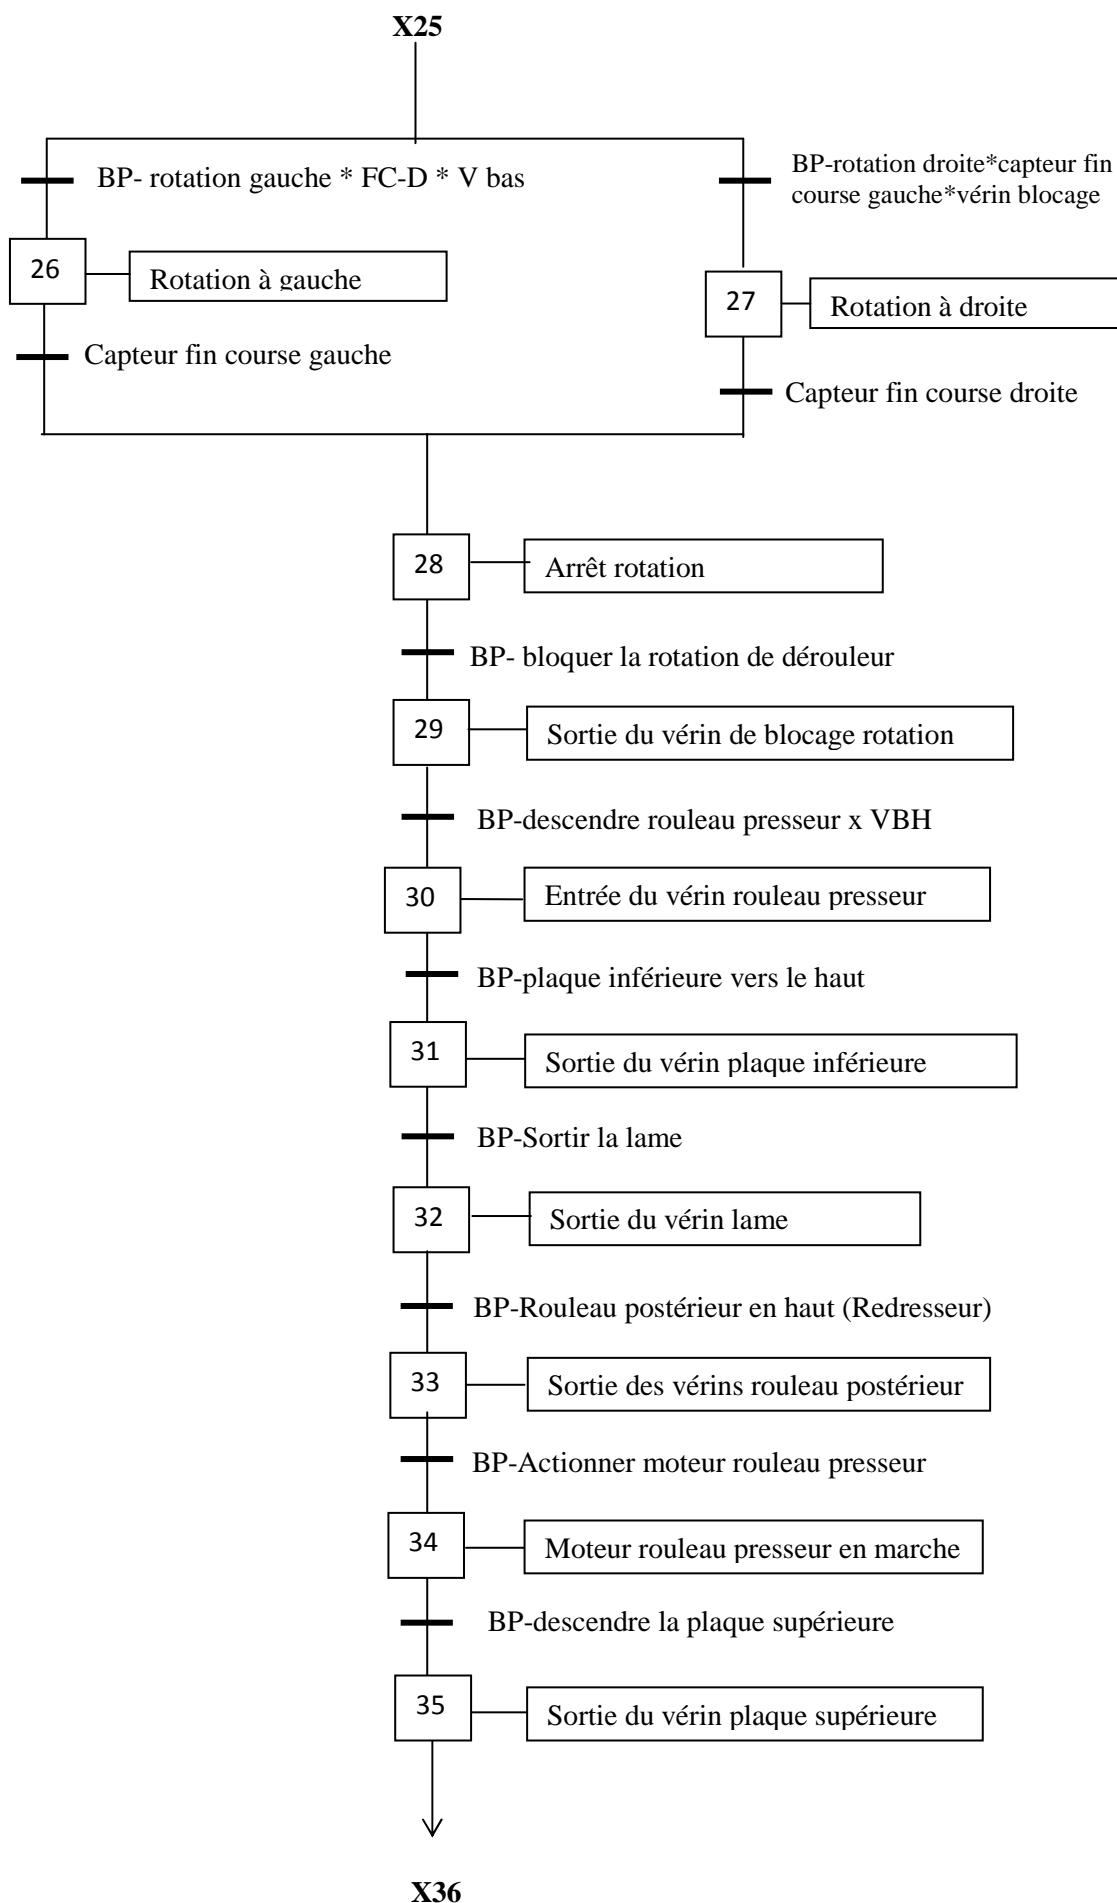 X25
BP- rotation gauche * FC-D * V bas
BP-rotation droite*capteur fin
course gauche*vérin blocage
26
Rotation à gauche
27
Rotation à droite
Capteur fin course gauche
Capteur fin course droite
28
Arrêt rotation
BP- bloquer la rotation de dérouleur
29
Sortie du vérin de blocage rotation
BP-descendre rouleau presseur x VBH
30
Entrée du vérin rouleau presseur
BP-plaque inférieure vers le haut
31
Sortie du vérin plaque inférieure
BP-Sortir la lame
32
Sortie du vérin lame
BP-Rouleau postérieur en haut (Redresseur)
33
Sortie des vérins rouleau postérieur
BP-Actionner moteur rouleau presseur
34
Moteur rouleau presseur en marche
BP-descendre la plaque supérieure
35
Sortie du vérin plaque supérieure
X36